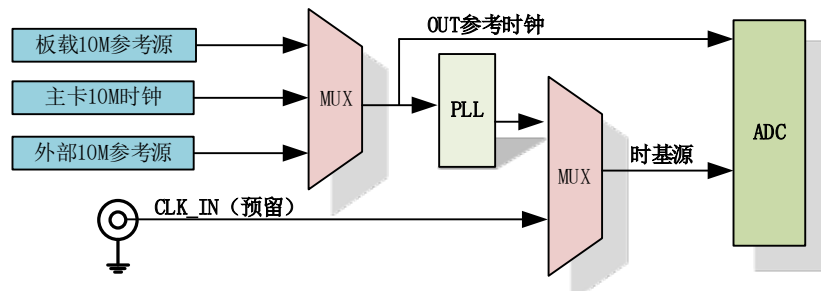 OUT参考时钟
板载10M参考源
主卡10M时钟
外部10M参考源
MUX
PLL
MUX
ADC
时基源
CLK_IN（预留）